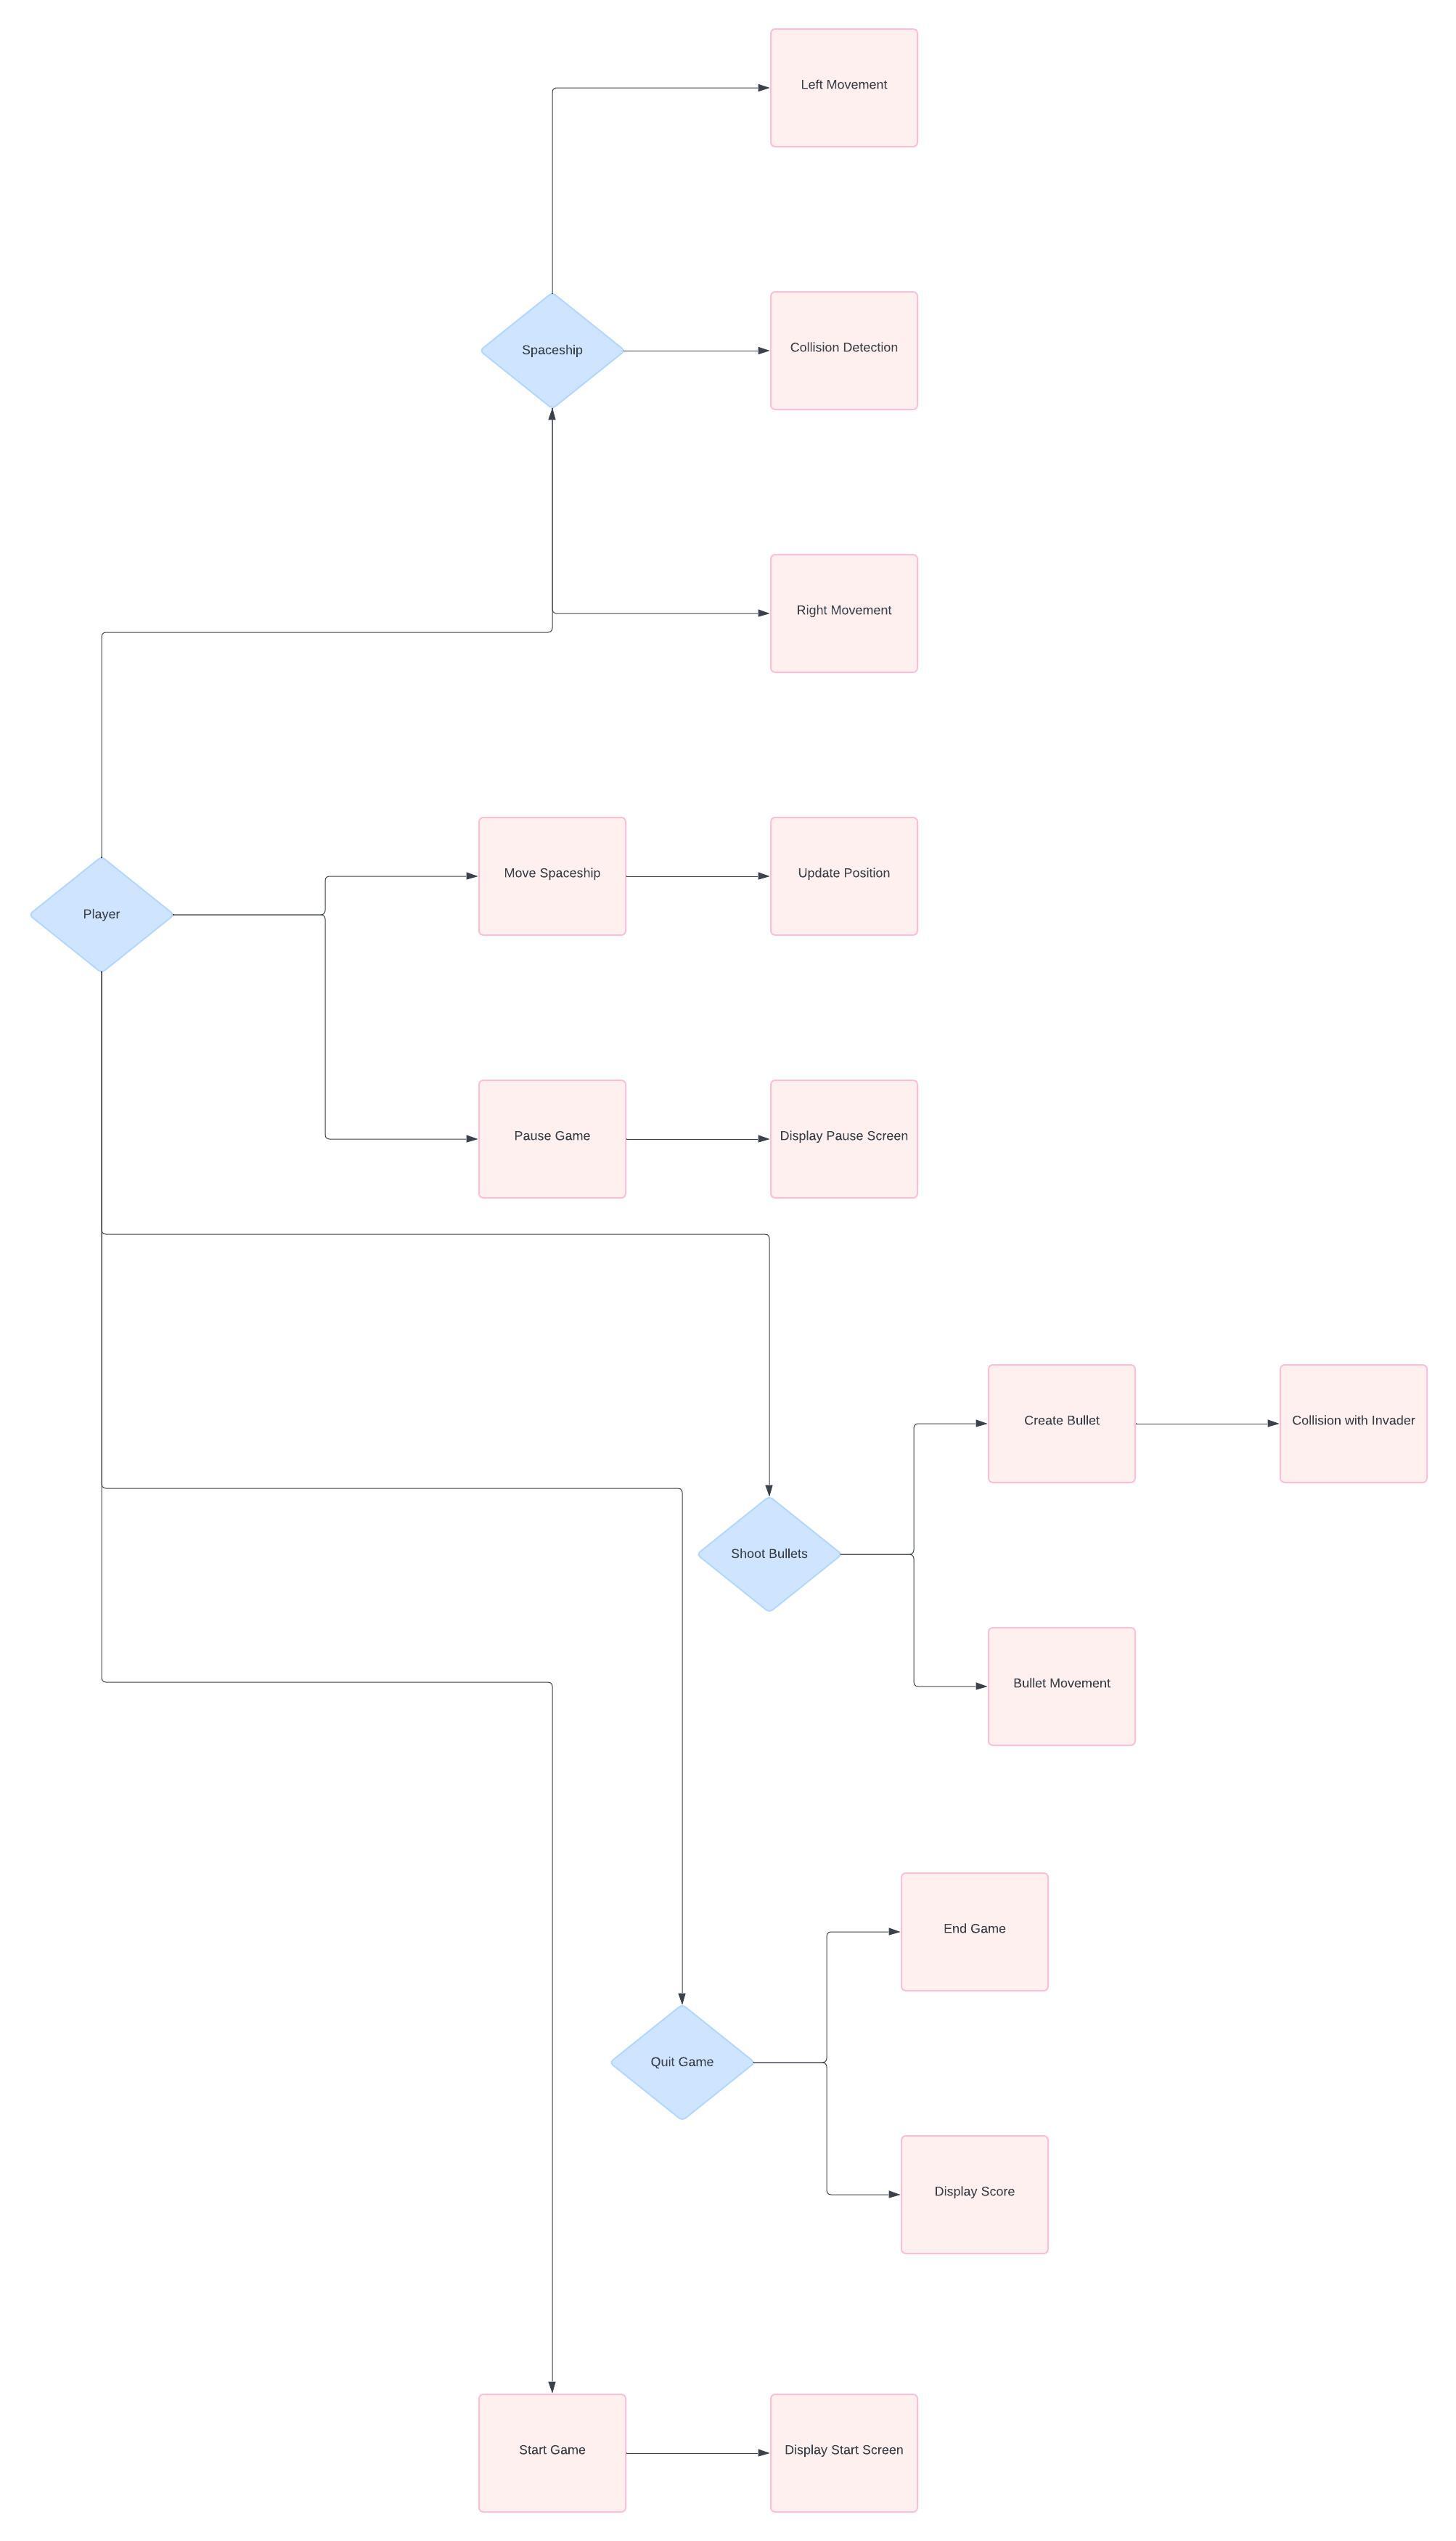 Left Movement
Spaceship
Collision Detection
Right Movement
Player
Move Spaceship
Update Position
Pause Game
Display Pause Screen
Create Bullet
Collision with Invader
Shoot Bullets
Bullet Movement
End Game
Quit Game
Display Score
Start Game
Display Start Screen